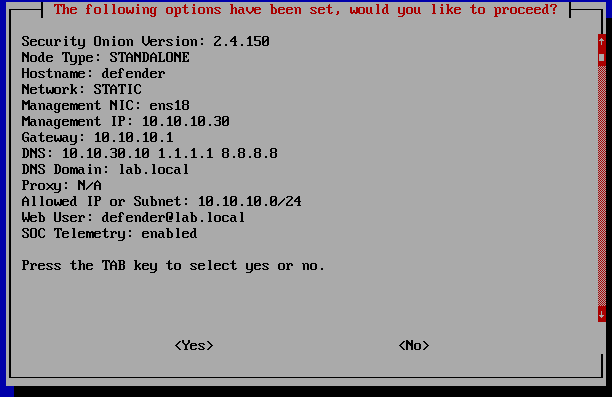 The following options have been set, would you like to proceed?
Security Onion Version: 2.4.150
Node Type: STANDALONE
Hostname: defender
Network: STATIC
Management NIC: ens18
Management IP: 10.10.10.30
Gateway: 10.10.10.1
DNS: 10.10.30.10 1.1.1.1 8.8.8.8
DNS Domain: lab.local
Proxy: N/A
Allowed IP or Subnet: 10.10.10.0/24
Web User: defender@lab.local
SOC Telemetry: enabled
Press the TAB key to select yes or no.
<Yes> <No>